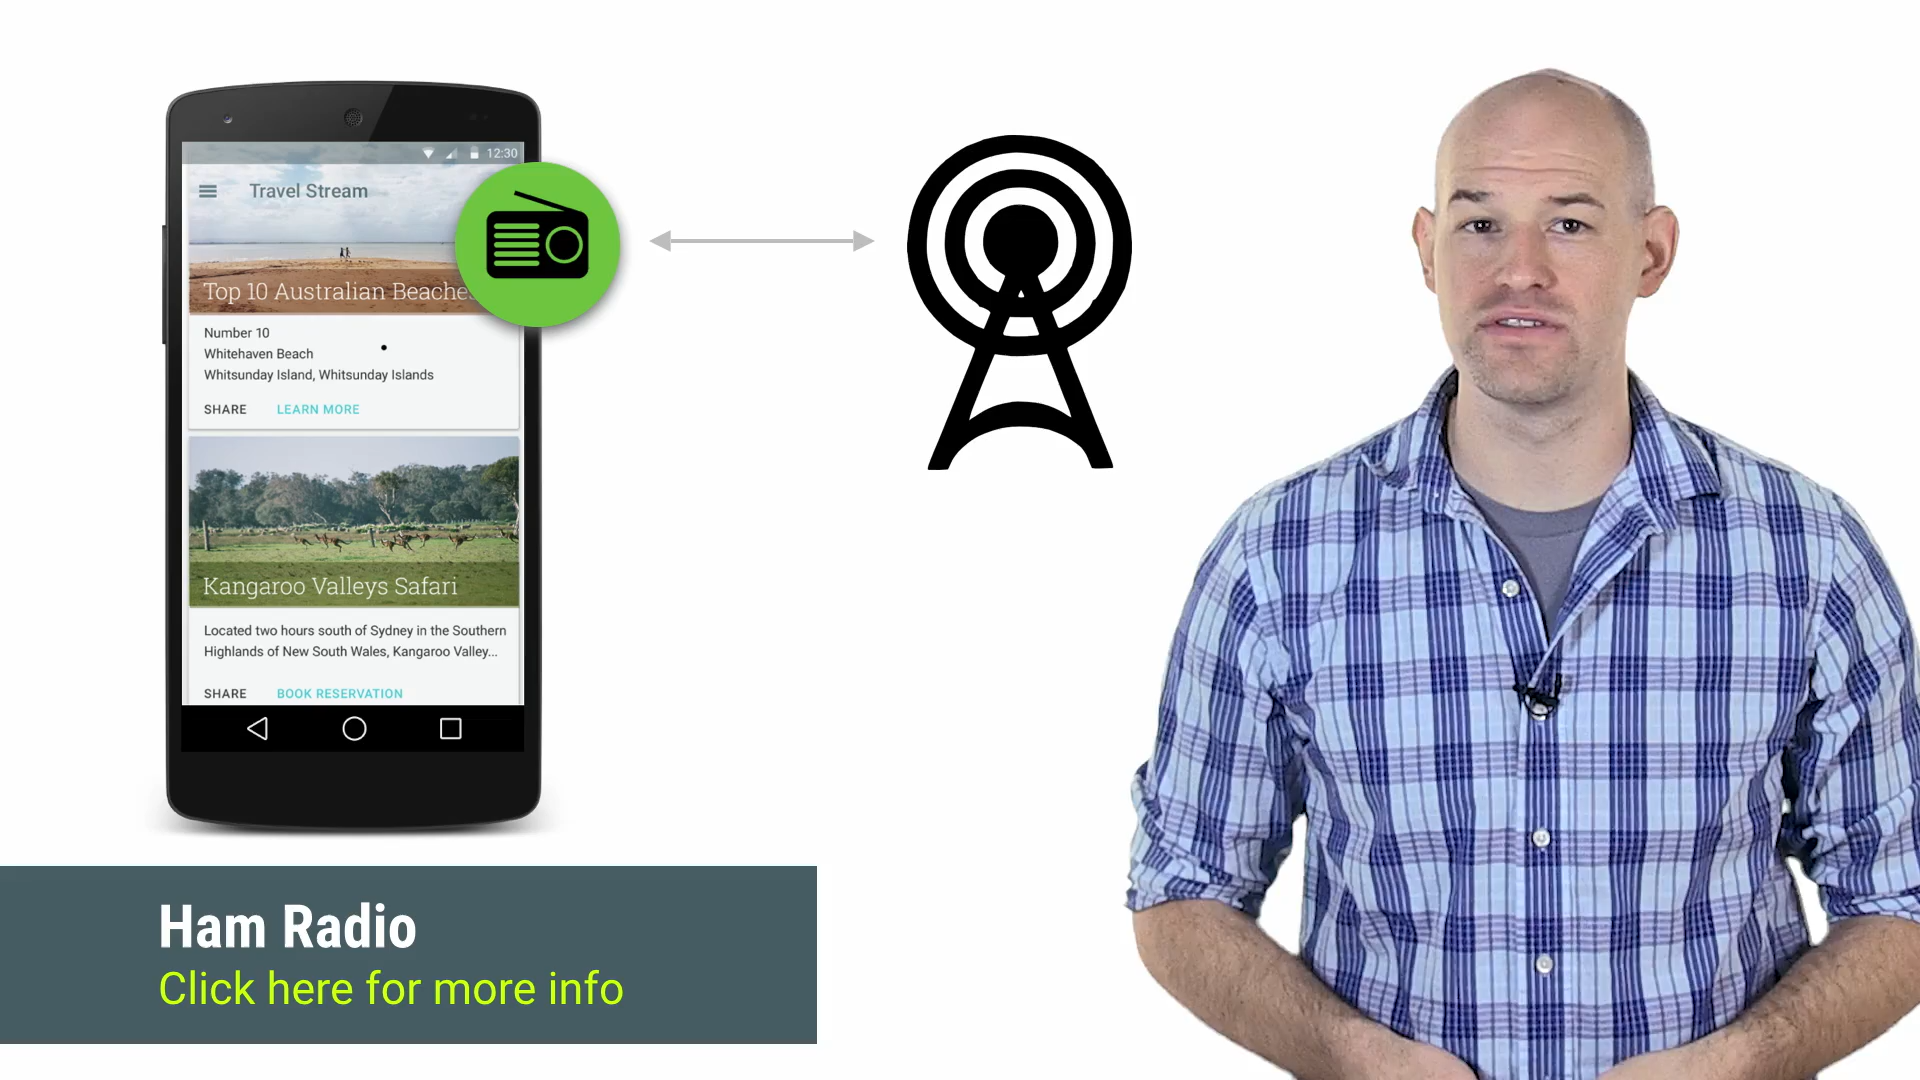 12:30
Travel Stream
Top 10 Australian Beaches
Number 10
Whitehaven Beach
Whitsunday Island, Whitsunday Islands
SHARE LEARN MORE
Kangaroo Valleys Safari
Located two hours south of Sydney in the Southern
Highlands of New South Wales, Kangaroo Valley...
SHARE BOOK RESERVATION
Ham Radio
Click here for more info